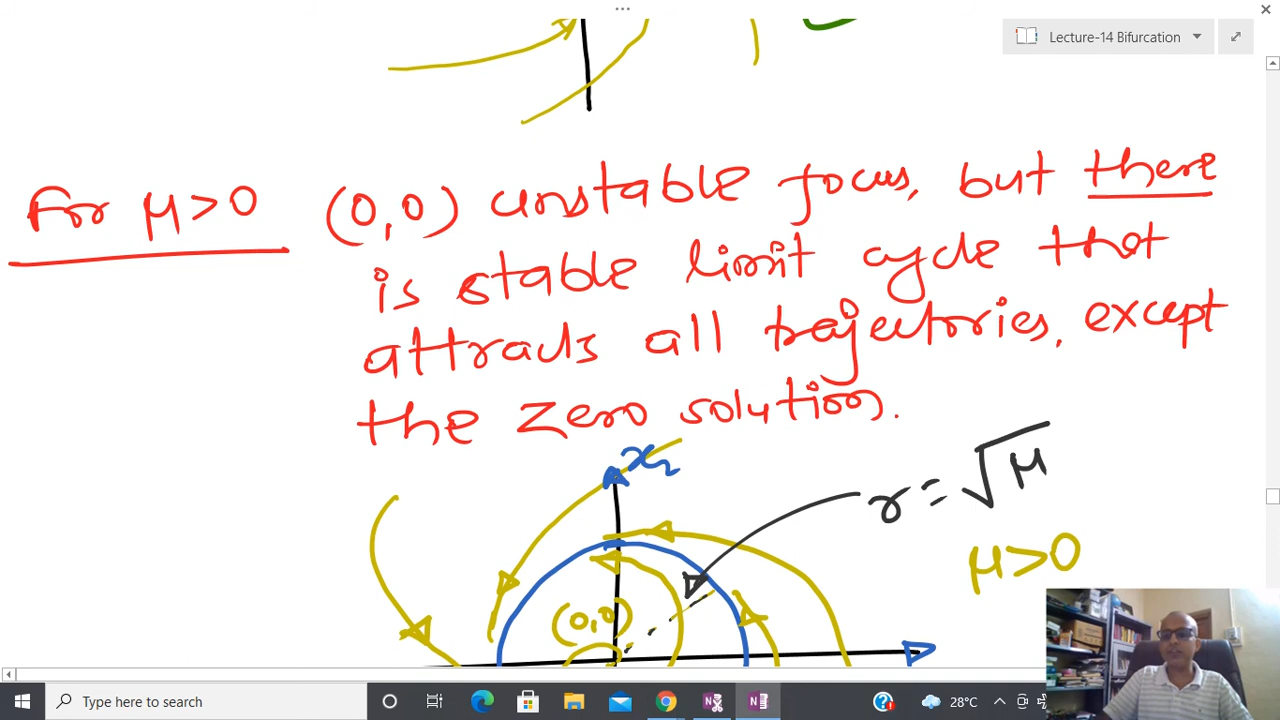 Lecture-14 Bifurcation
For μ>0 (0,0) unstable focus, but there
is stable limit cycle that
attracts all trajectories, except
the zero solution.
x₂
r = √μ
μ>0
(0,0)
Type here to search
28°C